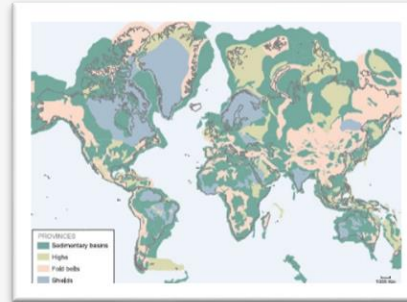 PROVINCES
Sedimentary basins
Highs
Fold belts
Shields